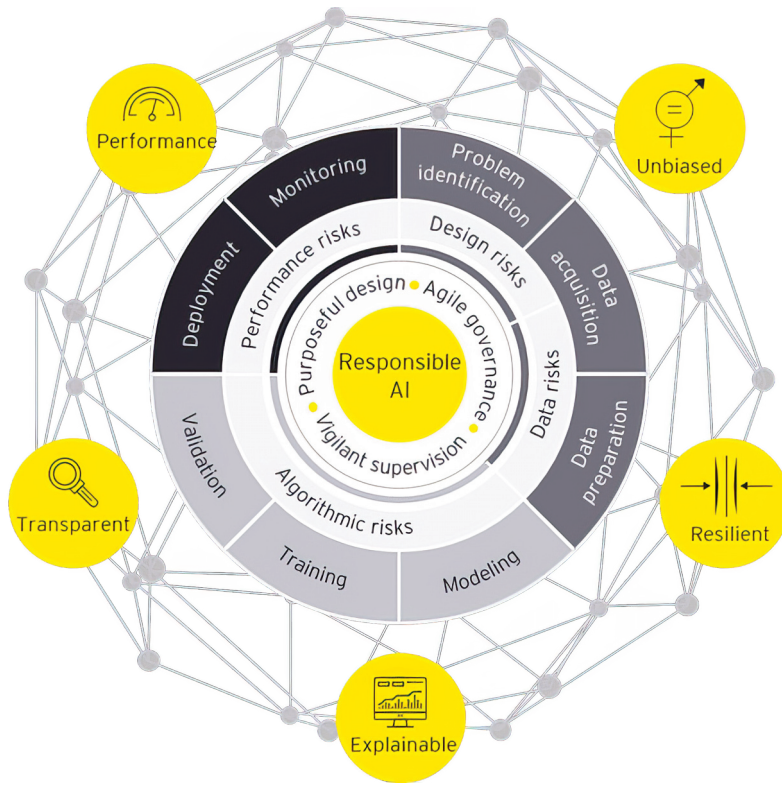 Performance
Unbiased
Monitoring
Problem
identification
Deployment
Performance risks
Design risks
Data
acquisition
Purposeful design
Agile governance
Responsible
AI
Vigilant supervision
Data risks
Data
preparation
Validation
Algorithmic risks
Training
Modeling
Transparent
Resilient
Explainable